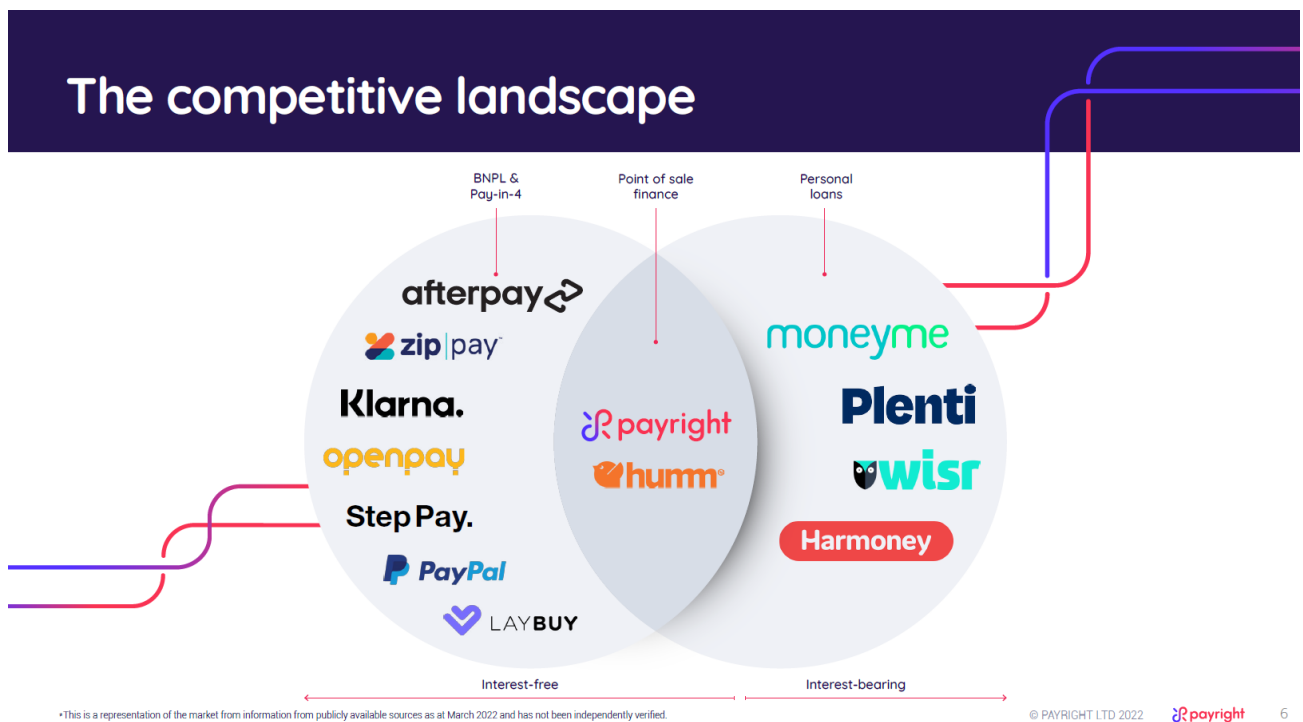 The competitive landscape
BNPL &
Pay-in-4
Point of sale
finance
Personal
loans
afterpay
zip|pay
Klarna.
openpay
Step Pay.
PayPal
LAYBUY
payright
humm
moneyme
Plenti
wisr
Harmoney
Interest-free
Interest-bearing
•This is a representation of the market from information from publicly available sources as at March 2022 and has not been independently verified.
© PAYRIGHT LTD 2022
payright
6